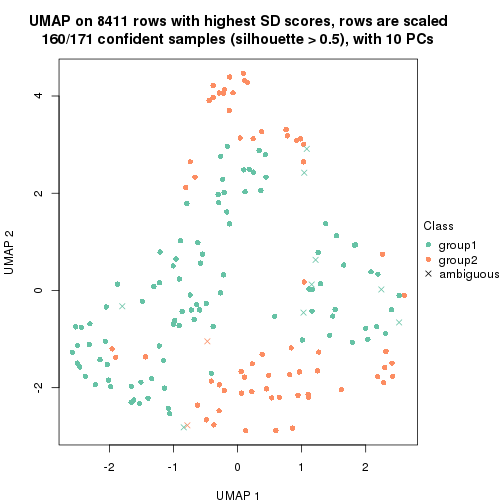 UMAP on 8411 rows with highest SD scores, rows are scaled
160/171 confident samples (silhouette > 0.5), with 10 PCs
4
2
0
-2
UMAP 2
-2
-1
0
1
2
UMAP 1
Class
group1
group2
ambiguous